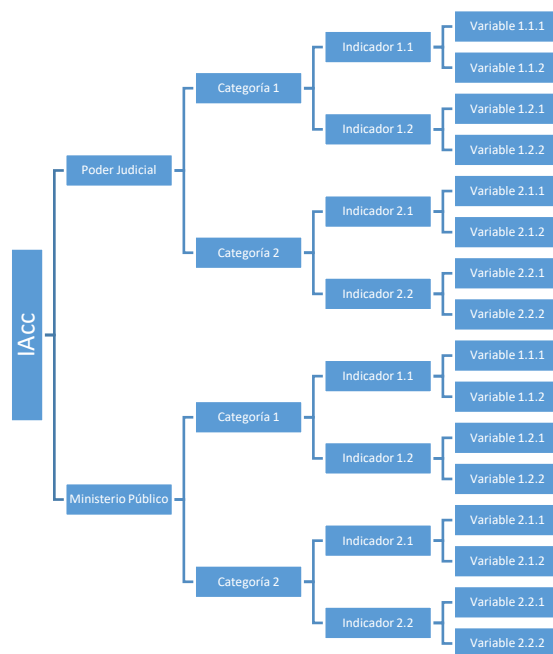 IAcc
Poder Judicial
Categoría 1
Indicador 1.1
Variable 1.1.1
Variable 1.1.2
Indicador 1.2
Variable 1.2.1
Variable 1.2.2
Categoría 2
Indicador 2.1
Variable 2.1.1
Variable 2.1.2
Indicador 2.2
Variable 2.2.1
Variable 2.2.2
Ministerio Público
Categoría 1
Indicador 1.1
Variable 1.1.1
Variable 1.1.2
Indicador 1.2
Variable 1.2.1
Variable 1.2.2
Categoría 2
Indicador 2.1
Variable 2.1.1
Variable 2.1.2
Indicador 2.2
Variable 2.2.1
Variable 2.2.2